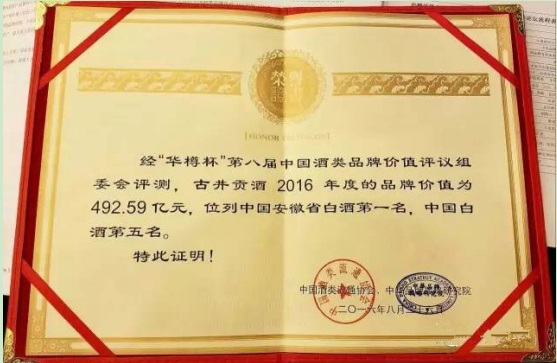 HONOR
经“华樽杯”第八届中国酒类品牌价值评议组
委会评测，古井贡酒 2016 年度的品牌价值为
492.59 亿元，位列中国安徽省白酒第一名，中国白
酒第五名。
特此证明！
中国酒类流通协会、中
研究院
二〇一六年八月